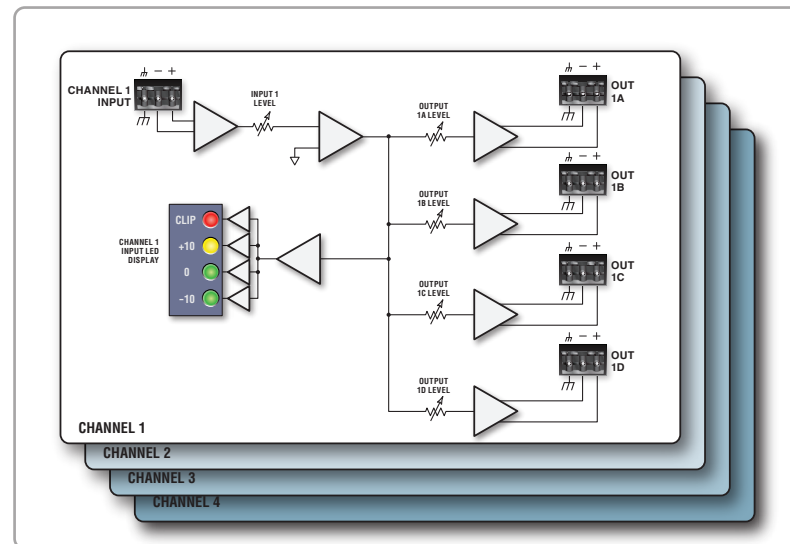 CHANNEL 1
INPUT
– +
INPUT 1
LEVEL
OUTPUT
1A LEVEL
– +
OUT
1A
OUTPUT
1B LEVEL
– +
OUT
1B
CLIP
+10
0
–10
CHANNEL 1
INPUT LED
DISPLAY
OUTPUT
1C LEVEL
– +
OUT
1C
OUTPUT
1D LEVEL
– +
OUT
1D
CHANNEL 1
CHANNEL 2
CHANNEL 3
CHANNEL 4